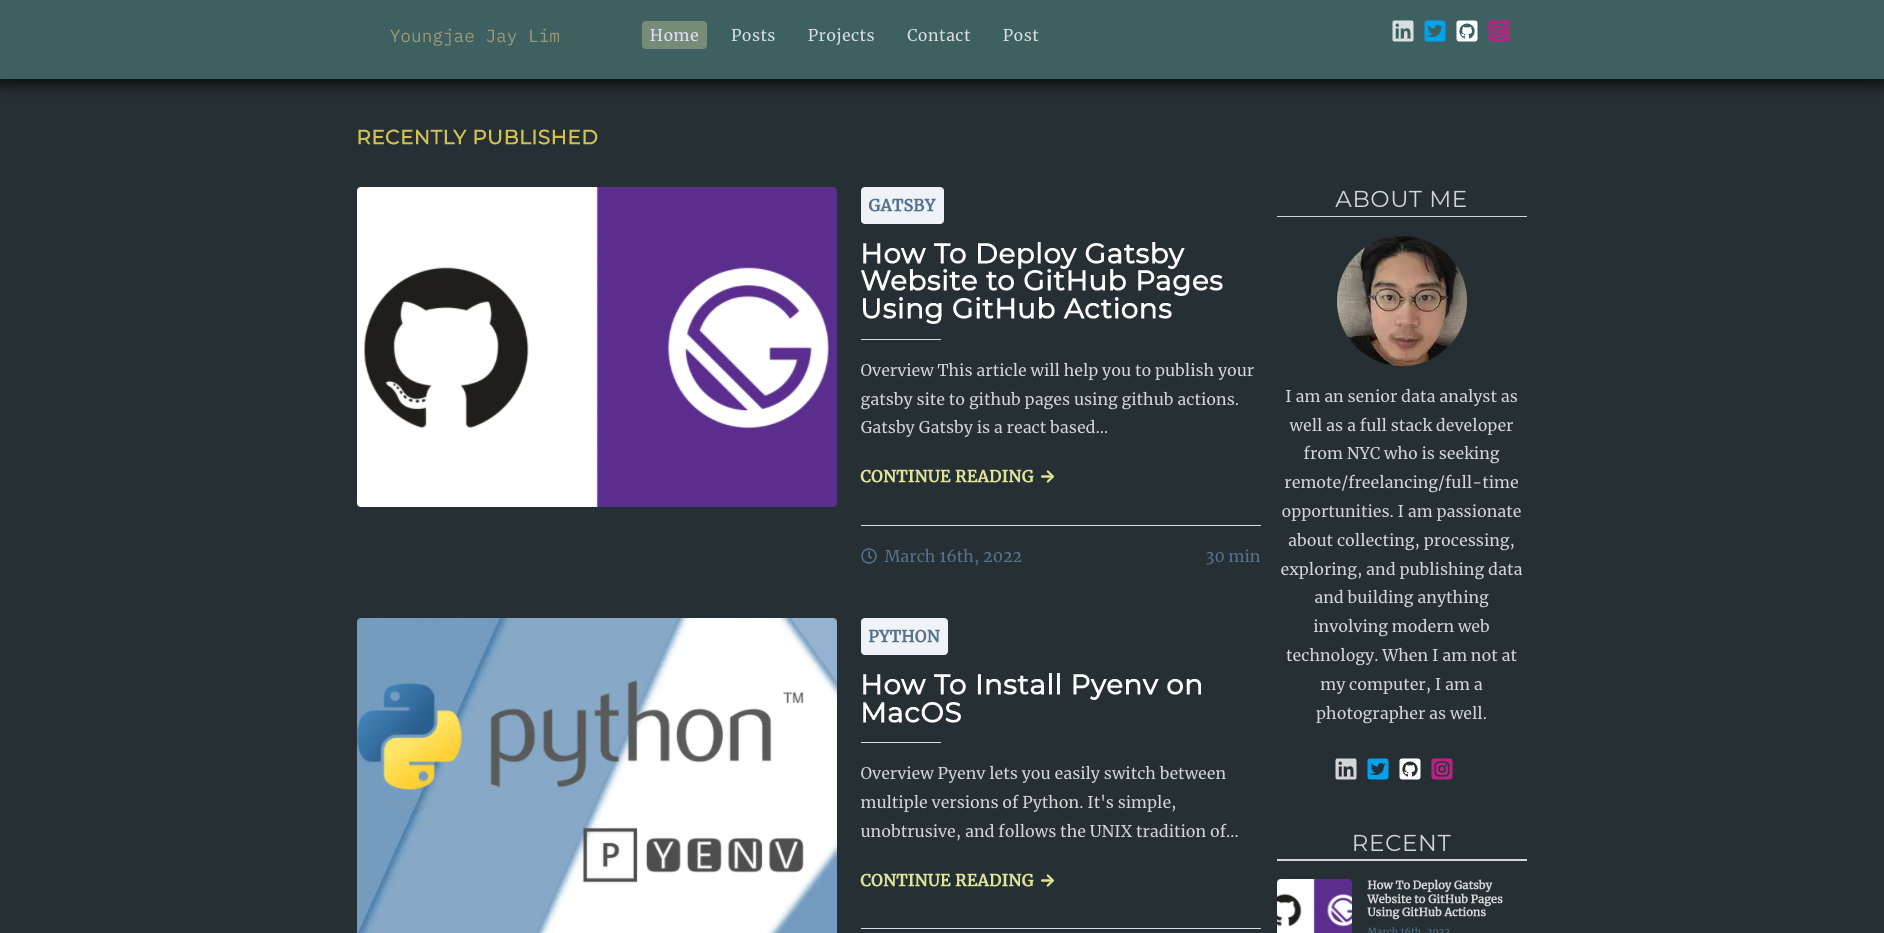 Youngjae Jay Lim
Home Posts Projects Contact Post
RECENTLY PUBLISHED
GATSBY
How To Deploy Gatsby
Website to GitHub Pages
Using GitHub Actions
Overview This article will help you to publish your
gatsby site to github pages using github actions.
Gatsby Gatsby is a react based...
CONTINUE READING →
March 16th, 2022 30 min
python TM
PYENV
PYTHON
How To Install Pyenv on
MacOS
Overview Pyenv lets you easily switch between
multiple versions of Python. It's simple,
unobtrusive, and follows the UNIX tradition of...
CONTINUE READING →
ABOUT ME
I am an senior data analyst as
well as a full stack developer
from NYC who is seeking
remote/freelancing/full-time
opportunities. I am passionate
about collecting, processing,
exploring, and publishing data
and building anything
involving modern web
technology. When I am not at
my computer, I am a
photographer as well.
RECENT
How To Deploy Gatsby
Website to GitHub Pages
Using GitHub Actions
March 16th, 2022